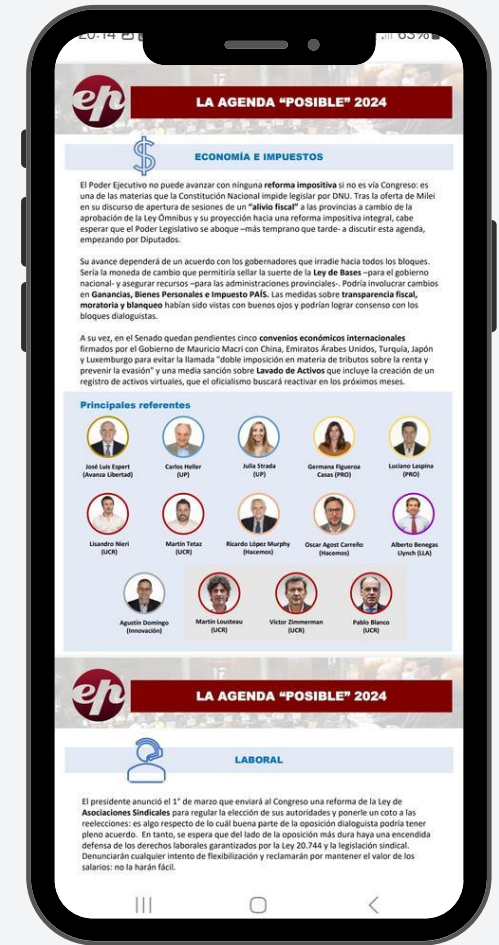 20:14
63%
ep
LA AGENDA “POSIBLE” 2024
$
ECONOMÍA E IMPUESTOS
El Poder Ejecutivo no puede avanzar con ninguna reforma impositiva si no es vía Congreso: es
una de las materias que la Constitución Nacional impide legislar por DNU. Tras la oferta de Milei
en su discurso de apertura de sesiones de un “alivio fiscal” a las provincias a cambio de la
aprobación de la Ley Ómnibus y su proyección hacia una reforma impositiva integral, cabe
esperar que el Poder Legislativo se aboque –más temprano que tarde- a discutir esta agenda,
empezando por Diputados.
Su avance dependerá de un acuerdo con los gobernadores que irradie hacia todos los bloques.
Sería la moneda de cambio que permitiría sellar la suerte de la Ley de Bases –para el gobierno
nacional- y asegurar recursos –para las administraciones provinciales-. Podría involucrar cambios
en Ganancias, Bienes Personales e Impuesto PAÍS. Las medidas sobre transparencia fiscal,
moratoria y blanqueo habían sido vistas con buenos ojos y podrían lograr consenso con los
bloques dialoguistas.
A su vez, en el Senado quedan pendientes cinco convenios económicos internacionales
firmados por el Gobierno de Mauricio Macri con China, Emiratos Árabes Unidos, Turquía, Japón
y Luxemburgo para evitar la llamada "doble imposición en materia de tributos sobre la renta y
prevenir la evasión" y una media sanción sobre Lavado de Activos que incluye la creación de un
registro de activos virtuales, que el oficialismo buscará reactivar en los próximos meses.
Principales referentes
José Luis Espert
(Avanza Libertad)
Carlos Heller
(UP)
Julia Strada
(UP)
Germana Figueroa
Casas (PRO)
Luciano Laspina
(PRO)
Lisandro Nieri
(UCR)
Martín Tetaz
(UCR)
Ricardo López Murphy
(Hacemos)
Oscar Agost Carreño
(Hacemos)
Alberto Benegas
Llynch (LLA)
Agustín Domingo
(Innovación)
Martín Lousteau
(UCR)
Víctor Zimmerman
(UCR)
Pablo Blanco
(UCR)
ep
LA AGENDA “POSIBLE” 2024
LABORAL
El presidente anunció el 1° de marzo que enviará al Congreso una reforma de la Ley de
Asociaciones Sindicales para regular la elección de sus autoridades y ponerle un coto a las
reelecciones: es algo respecto de lo cuál buena parte de la oposición dialoguista podría tener
pleno acuerdo. En tanto, se espera que del lado de la oposición más dura haya una encendida
defensa de los derechos laborales garantizados por la Ley 20.744 y la legislación sindical.
Denunciarán cualquier intento de flexibilización y reclamarán por mantener el valor de los
salarios: no la harán fácil.